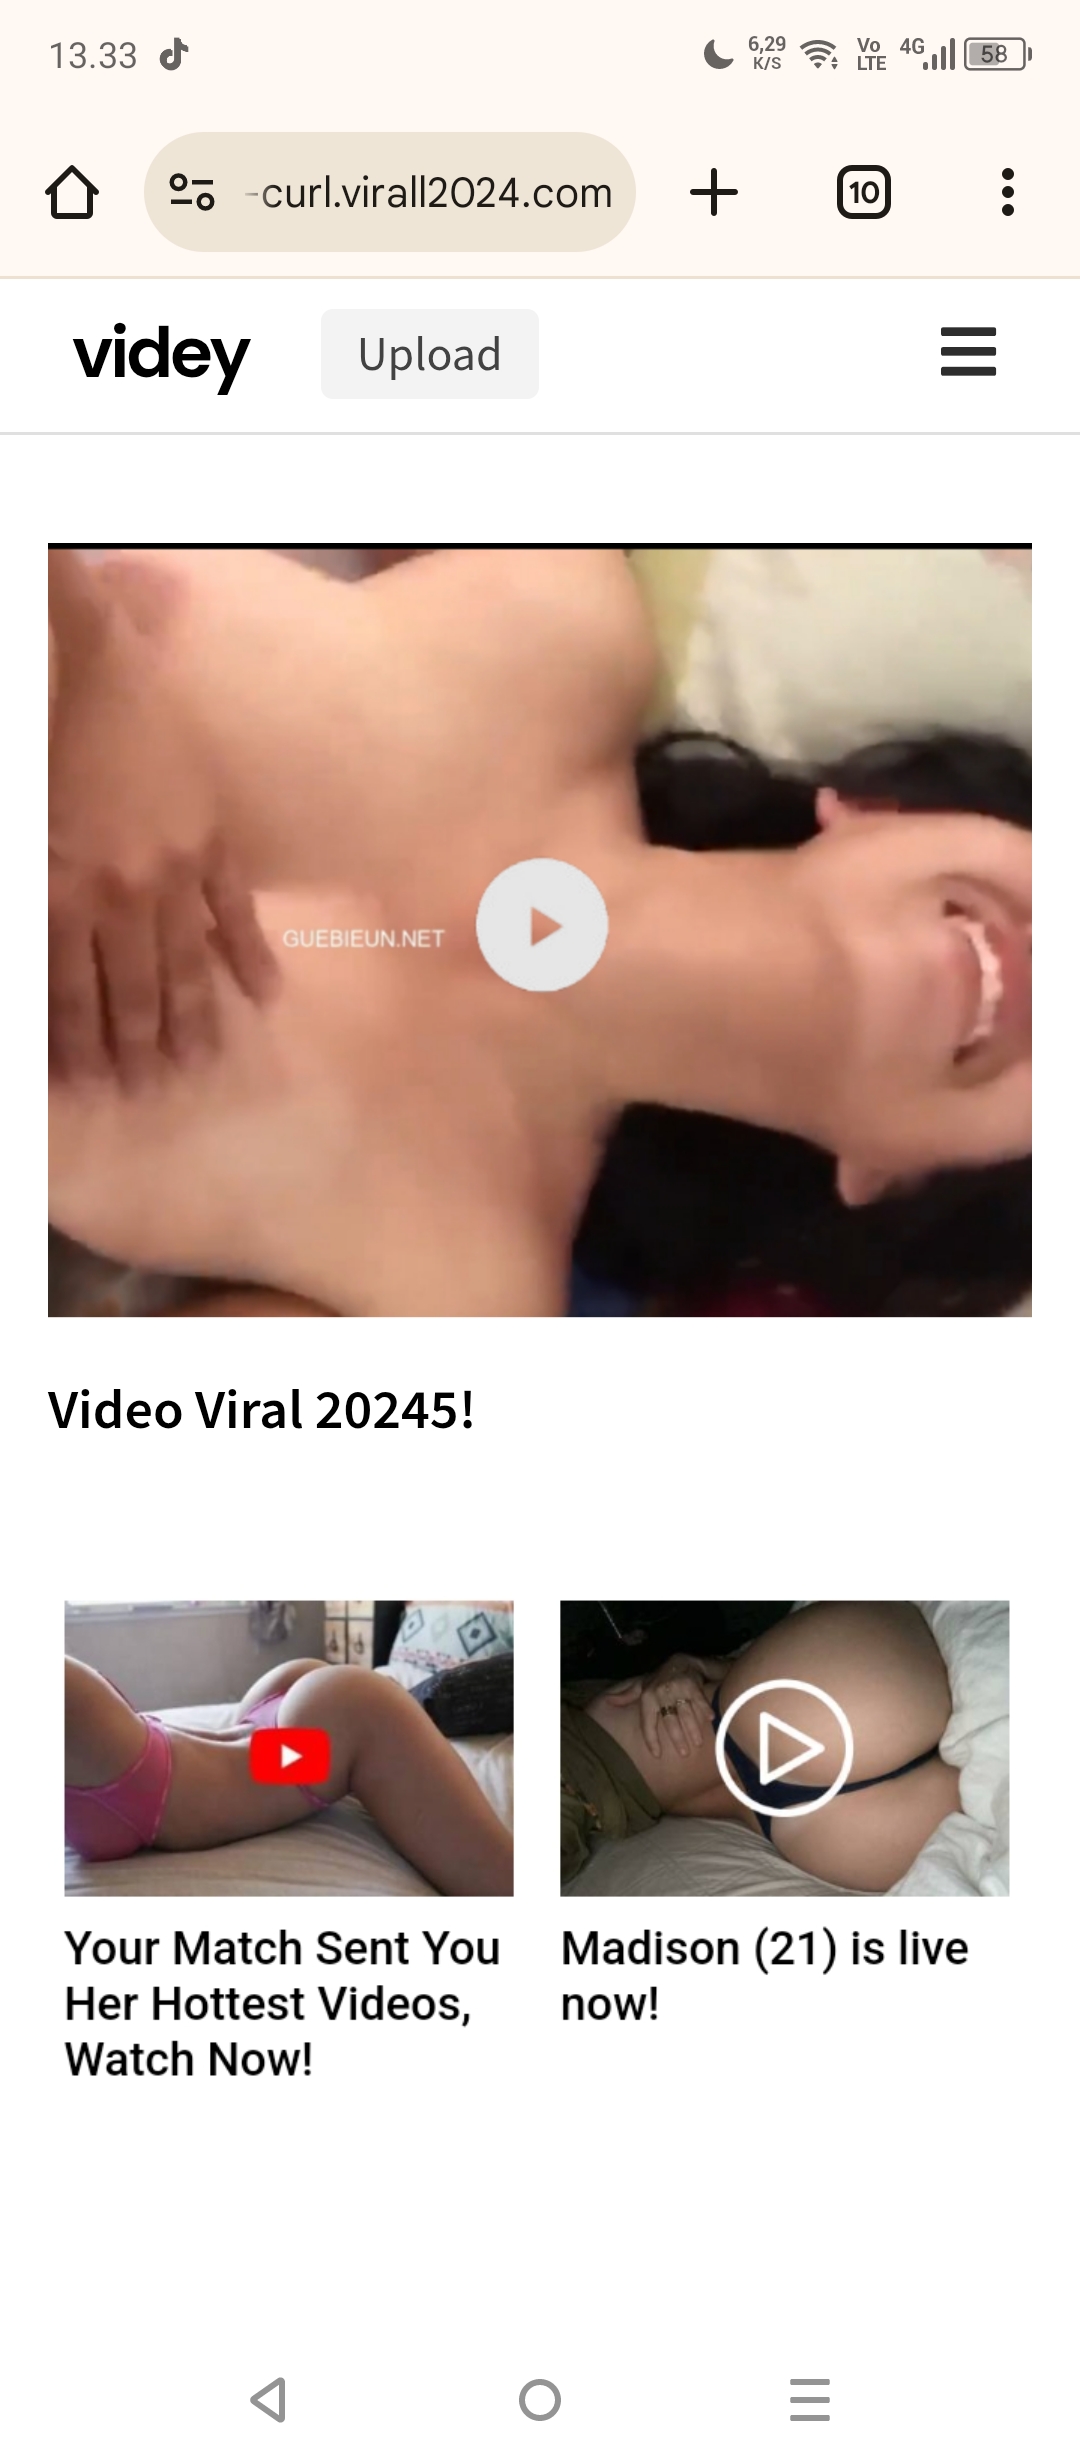 13.33
6,29
K/S
Vo
LTE
4G
58
-curl.virall2024.com
10
videy
Upload
GUEBIEUN.NET
Video Viral 20245!
Your Match Sent You
Her Hottest Videos,
Watch Now!
Madison (21) is live
now!